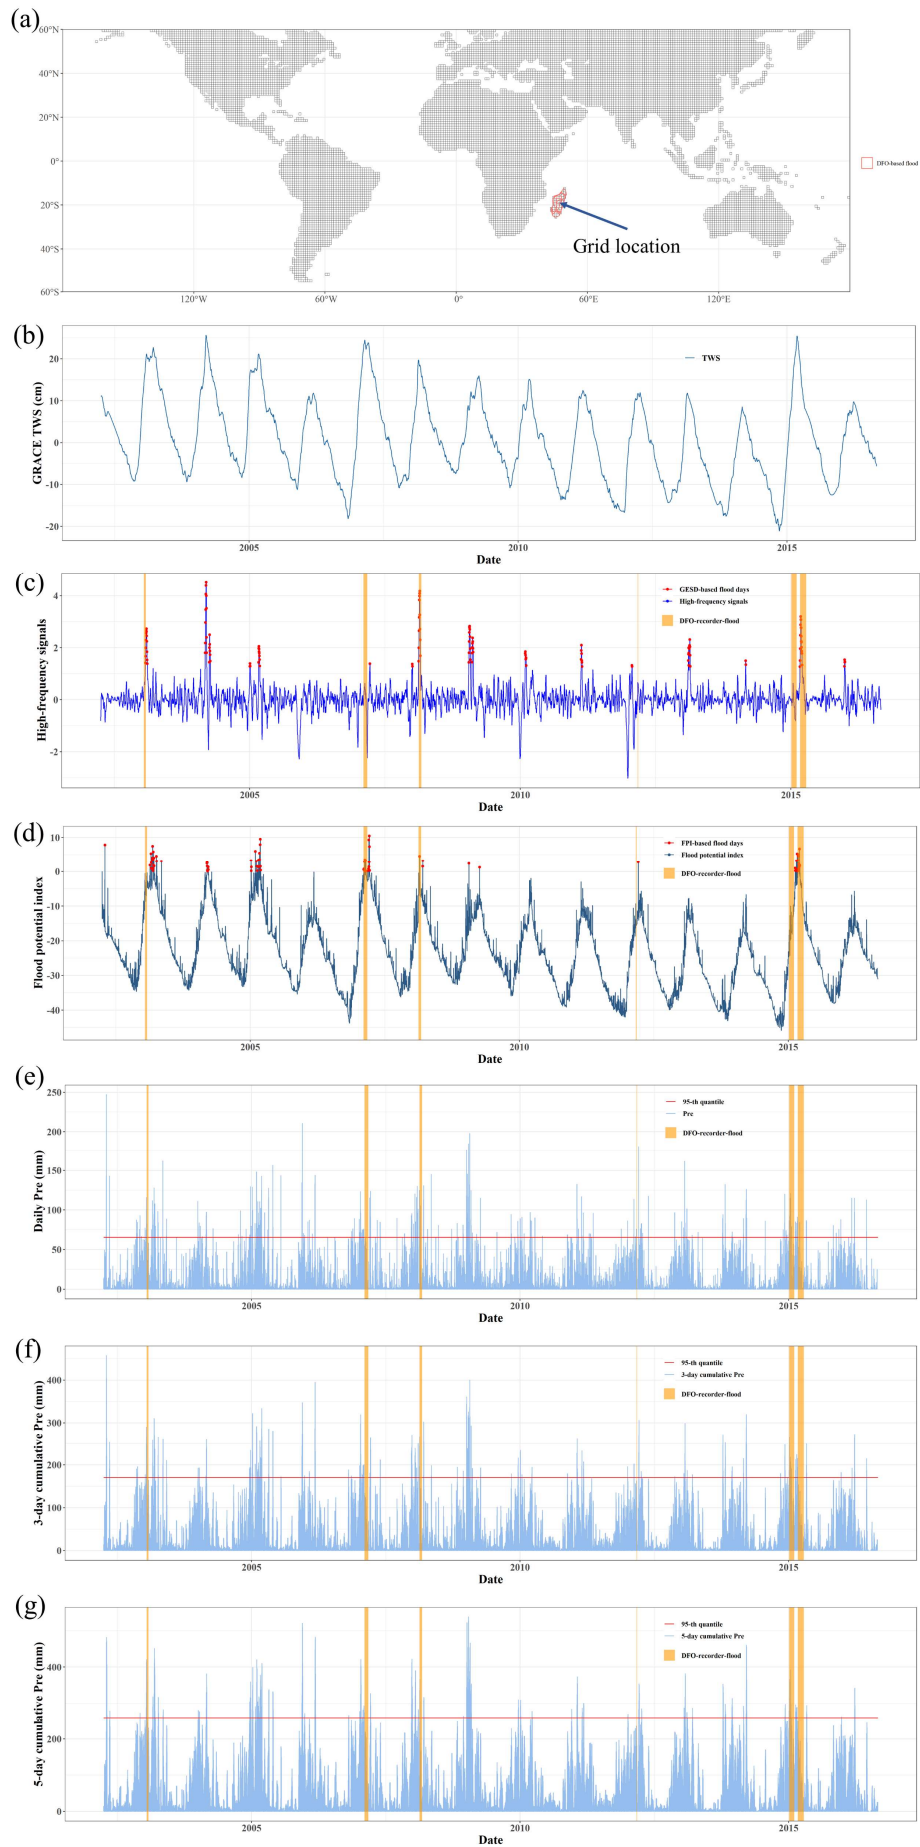 (a)
60°N
40°N
20°N
0°
20°S
40°S
60°S
120°W
60°W
0°
60°E
120°E
Grid location
DFO-based flood
(b)
GRACE TWS (cm)
20
10
0
-10
-20
TWS
2005
2010
2015
Date
(c)
High-frequency signals
4
2
0
-2
GESD-based flood days
High-frequency signals
DFO-recorder-flood
2005
2010
2015
Date
(d)
Flood potential index
10
0
-10
-20
-30
-40
FPI-based flood days
Flood potential index
DFO-recorder-flood
2005
2010
2015
Date
(e)
Daily Pre (mm)
250
200
150
100
50
0
95-th quantile
Pre
DFO-recorder-flood
2005
2010
2015
Date
(f)
3-day cumulative Pre (mm)
400
300
200
100
0
95-th quantile
3-day cumulative Pre
DFO-recorder-flood
2005
2010
2015
Date
(g)
5-day cumulative Pre (mm)
400
200
0
95-th quantile
5-day cumulative Pre
DFO-recorder-flood
2005
2010
2015
Date